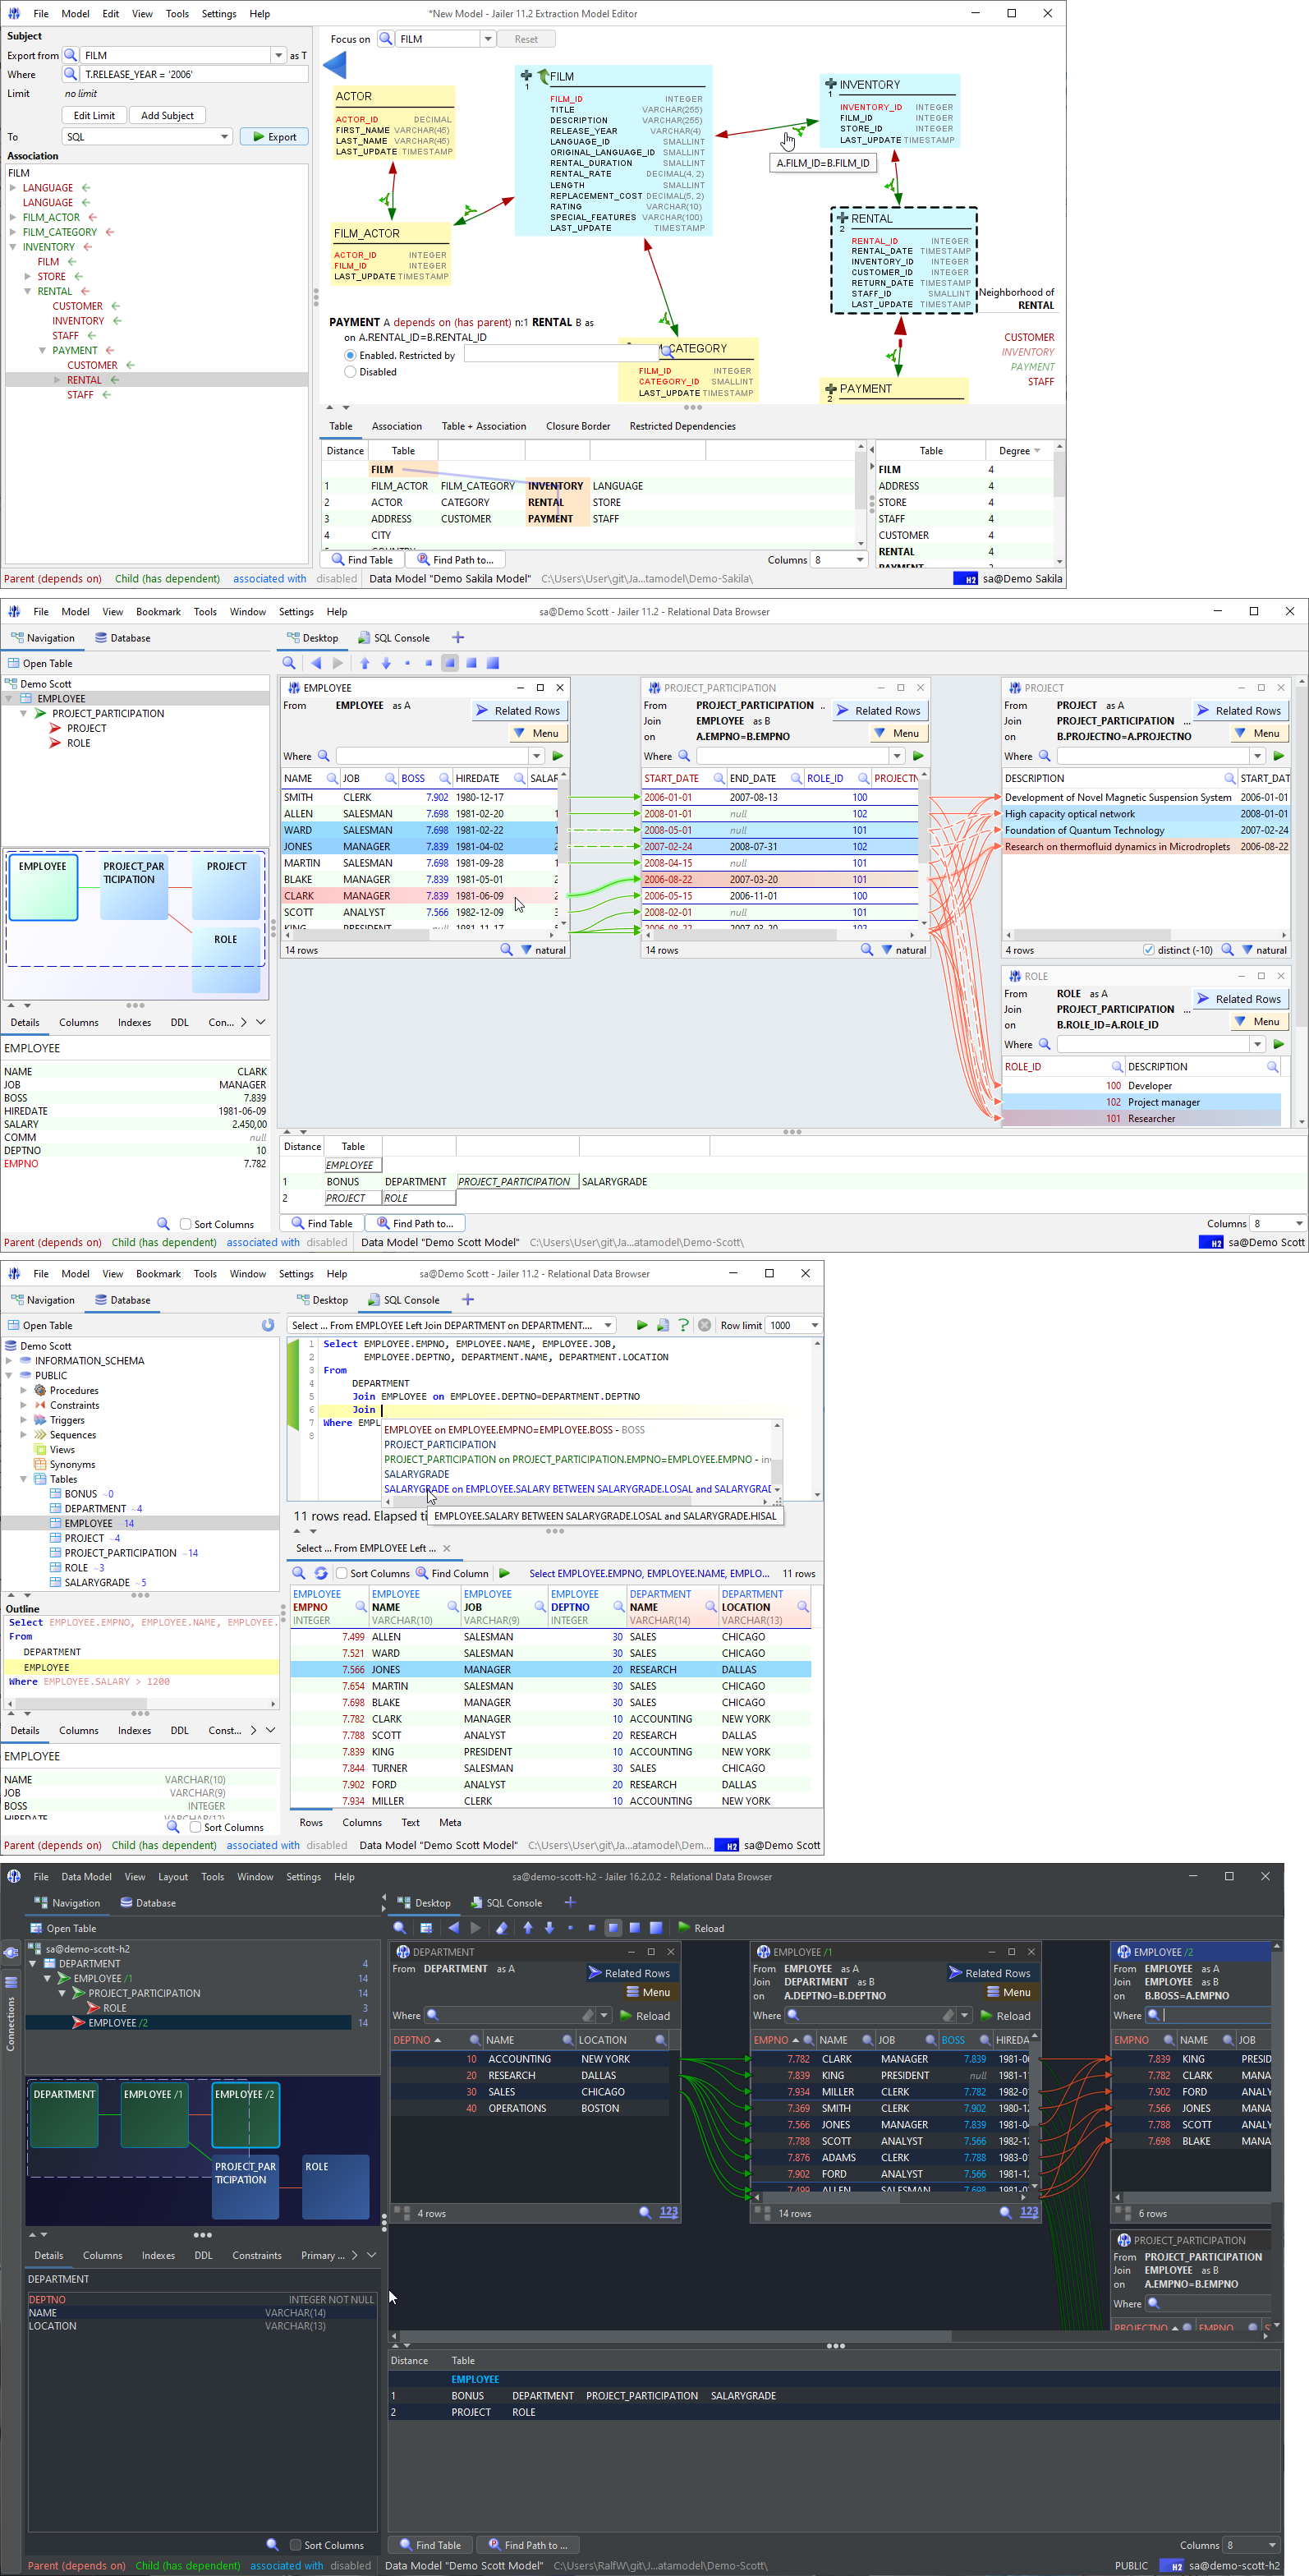 File Model Edit View Tools Settings Help *New Model - Jailer 11.2 Extraction Model Editor
Subject
Export from FILM as T
Where T.RELEASE_YEAR = '2006'
Limit no limit
Edit Limit Add Subject
To SQL Export
Association
FILM
LANGUAGE
LANGUAGE
FILM_ACTOR
FILM_CATEGORY
INVENTORY
FILM
STORE
RENTAL
CUSTOMER
INVENTORY
STAFF
PAYMENT
CUSTOMER
RENTAL
STAFF
Focus on FILM Reset
ACTOR
ACTOR_ID DECIMAL
FIRST_NAME VARCHAR(45)
LAST_NAME VARCHAR(45)
LAST_UPDATE TIMESTAMP
FILM_ACTOR
ACTOR_ID INTEGER
FILM_ID INTEGER
LAST_UPDATE TIMESTAMP
FILM
1
FILM_ID INTEGER
TITLE VARCHAR(255)
DESCRIPTION VARCHAR(255)
RELEASE_YEAR VARCHAR(4)
LANGUAGE_ID SMALLINT
ORIGINAL_LANGUAGE_ID SMALLINT
RENTAL_DURATION SMALLINT
RENTAL_RATE DECIMAL(4, 2)
LENGTH SMALLINT
REPLACEMENT_COST DECIMAL(5, 2)
RATING VARCHAR(10)
SPECIAL_FEATURES VARCHAR(100)
LAST_UPDATE TIMESTAMP
INVENTORY
1
INVENTORY_ID INTEGER
FILM_ID INTEGER
STORE_ID INTEGER
LAST_UPDATE TIMESTAMP
A.FILM_ID=B.FILM_ID
RENTAL
2
RENTAL_ID INTEGER
RENTAL_DATE TIMESTAMP
INVENTORY_ID INTEGER
CUSTOMER_ID INTEGER
RETURN_DATE TIMESTAMP
STAFF_ID SMALLINT
LAST_UPDATE TIMESTAMP
Neighborhood of
RENTAL
CUSTOMER
INVENTORY
PAYMENT
STAFF
PAYMENT A depends on (has parent) n:1 RENTAL B as
on A.RENTAL_ID=B.RENTAL_ID
Enabled. Restricted by
Disabled
CATEGORY
FILM_ID INTEGER
CATEGORY_ID SMALLINT
LAST_UPDATE TIMESTAMP
PAYMENT
2
Table Association Table + Association Closure Border Restricted Dependencies
Distance Table
FILM
1 FILM_ACTOR FILM_CATEGORY INVENTORY LANGUAGE
2 ACTOR CATEGORY RENTAL STORE
3 ADDRESS CUSTOMER PAYMENT STAFF
4 CITY
Table Degree
FILM 4
ADDRESS 4
STORE 4
STAFF 4
CUSTOMER 4
RENTAL 4
Find Table Find Path to... Columns 8
Parent (depends on) Child (has dependent) associated with disabled Data Model "Demo Sakila Model" C:\Users\User\git\Ja...tamodel\Demo-Sakila\ H2 sa@Demo Sakila
File Model View Bookmark Tools Window Settings Help sa@Demo Scott - Jailer 11.2 - Relational Data Browser
Navigation Database
Desktop SQL Console
Open Table
Demo Scott
EMPLOYEE
PROJECT_PARTICIPATION
PROJECT
ROLE
EMPLOYEE PROJECT_PAR TICIPATION PROJECT
ROLE
Details Columns Indexes DDL Con...
EMPLOYEE
NAME CLARK
JOB MANAGER
BOSS 7.839
HIREDATE 1981-06-09
SALARY 2.450,00
COMM null
DEPTNO 10
EMPNO 7.782
Sort Columns
EMPLOYEE
From EMPLOYEE as A Related Rows
Menu
Where
NAME JOB BOSS HIREDATE SALAR
SMITH CLERK 7.902 1980-12-17
ALLEN SALESMAN 7.698 1981-02-20 1
WARD SALESMAN 7.698 1981-02-22 1
JONES MANAGER 7.839 1981-04-02 2
MARTIN SALESMAN 7.698 1981-09-28 1
BLAKE MANAGER 7.839 1981-05-01 2
CLARK MANAGER 7.839 1981-06-09 2
SCOTT ANALYST 7.566 1982-12-09 3
KING PRESIDENT null 1981-11-17
14 rows natural
PROJECT_PARTICIPATION
From PROJECT_PARTICIPATION ..
Join EMPLOYEE as B Related Rows
on A.EMPNO=B.EMPNO Menu
Where
START_DATE END_DATE ROLE_ID PROJECTN
2006-01-01 2007-08-13 100
2008-01-01 null 102
2008-05-01 null 101
2007-02-24 2008-07-31 102
2008-04-15 null 101
2006-08-22 2007-03-20 101
2006-05-15 2006-11-01 100
2008-02-01 null 101
2006-08-22 2007-03-20 102
14 rows natural
PROJECT
From PROJECT as A
Join PROJECT_PARTICIPATION ... Related Rows
on B.PROJECTNO=A.PROJECTNO Menu
Where
DESCRIPTION START_DAT
Development of Novel Magnetic Suspension System 2006-01-01
High capacity optical network 2008-01-01
Foundation of Quantum Technology 2007-02-24
Research on thermofluid dynamics in Microdroplets 2006-08-22
4 rows distinct (-10) natural
ROLE
From ROLE as A
Join PROJECT_PARTICIPATION ... Related Rows
on B.ROLE_ID=A.ROLE_ID Menu
Where
ROLE_ID DESCRIPTION
100 Developer
102 Project manager
101 Researcher
Distance Table
EMPLOYEE
1 BONUS DEPARTMENT PROJECT_PARTICIPATION SALARYGRADE
2 PROJECT ROLE
Find Table Find Path to... Columns 8
Parent (depends on) Child (has dependent) associated with disabled Data Model "Demo Scott Model" C:\Users\User\git\Ja...atamodel\Demo-Scott\ H2 sa@Demo Scott
File Model View Bookmark Tools Window Settings Help sa@Demo Scott - Jailer 11.2 - Relational Data Browser
Navigation Database
Desktop SQL Console
Open Table
Demo Scott
INFORMATION_SCHEMA
PUBLIC
Procedures
Constraints
Triggers
Sequences
Views
Synonyms
Tables
BONUS ~0
DEPARTMENT ~4
EMPLOYEE ~14
PROJECT ~4
PROJECT_PARTICIPATION ~14
ROLE ~3
SALARYGRADE ~5
Outline
Select EMPLOYEE.EMPNO, EMPLOYEE.NAME, EMPLOYEE.
From
DEPARTMENT
EMPLOYEE
Where EMPLOYEE.SALARY > 1200
Details Columns Indexes DDL Const...
EMPLOYEE
NAME VARCHAR(10)
JOB VARCHAR(9)
BOSS INTEGER
HIREDATE VARCHAR(12)
Sort Columns
Select ... From EMPLOYEE Left Join DEPARTMENT on DEPARTMENT.... Row limit 1000
1 Select EMPLOYEE.EMPNO, EMPLOYEE.NAME, EMPLOYEE.JOB,
2 EMPLOYEE.DEPTNO, DEPARTMENT.NAME, DEPARTMENT.LOCATION
3 From
4 DEPARTMENT
5 Join EMPLOYEE on EMPLOYEE.DEPTNO=DEPARTMENT.DEPTNO
6 Join
7 Where EMPL
8
EMPLOYEE on EMPLOYEE.EMPNO=EMPLOYEE.BOSS - BOSS
PROJECT_PARTICIPATION
PROJECT_PARTICIPATION on PROJECT_PARTICIPATION.EMPNO=EMPLOYEE.EMPNO - in
SALARYGRADE
SALARYGRADE on EMPLOYEE.SALARY BETWEEN SALARYGRADE.LOSAL and SALARYGRAD
EMPLOYEE.SALARY BETWEEN SALARYGRADE.LOSAL and SALARYGRADE.HISAL
11 rows read. Elapsed ti
Select ... From EMPLOYEE Left ...
Sort Columns Find Column Select EMPLOYEE.EMPNO, EMPLOYEE.NAME, EMPLO... 11 rows
EMPLOYEE EMPLOYEE EMPLOYEE EMPLOYEE DEPARTMENT DEPARTMENT
EMPNO NAME JOB DEPTNO NAME LOCATION
INTEGER VARCHAR(10) VARCHAR(9) INTEGER VARCHAR(14) VARCHAR(13)
7.499 ALLEN SALESMAN 30 SALES CHICAGO
7.521 WARD SALESMAN 30 SALES CHICAGO
7.566 JONES MANAGER 20 RESEARCH DALLAS
7.654 MARTIN SALESMAN 30 SALES CHICAGO
7.698 BLAKE MANAGER 30 SALES CHICAGO
7.782 CLARK MANAGER 10 ACCOUNTING NEW YORK
7.788 SCOTT ANALYST 20 RESEARCH DALLAS
7.839 KING PRESIDENT 10 ACCOUNTING NEW YORK
7.844 TURNER SALESMAN 30 SALES CHICAGO
7.902 FORD ANALYST 20 RESEARCH DALLAS
7.934 MILLER CLERK 10 ACCOUNTING NEW YORK
Rows Columns Text Meta
Parent (depends on) Child (has dependent) associated with disabled Data Model "Demo Scott Model" C:\Users\User\git\Ja...atamodel\Dem... H2 sa@Demo Scott
File Data Model View Layout Tools Window Settings Help sa@demo-scott-h2 - Jailer 16.2.0.2 - Relational Data Browser
Navigation Database
Desktop SQL Console
Open Table
Reload
Connections
sa@demo-scott-h2
DEPARTMENT 4
EMPLOYEE /1 14
PROJECT_PARTICIPATION 14
ROLE 3
EMPLOYEE /2 14
DEPARTMENT EMPLOYEE /1 EMPLOYEE /2
PROJECT_PAR TICIPATION ROLE
Details Columns Indexes DDL Constraints Primary ...
DEPARTMENT
DEPTNO INTEGER NOT NULL
NAME VARCHAR(14)
LOCATION VARCHAR(13)
Sort Columns
DEPARTMENT
From DEPARTMENT as A Related Rows
Menu
Where Reload
DEPTNO NAME LOCATION
10 ACCOUNTING NEW YORK
20 RESEARCH DALLAS
30 SALES CHICAGO
40 OPERATIONS BOSTON
4 rows 123
EMPLOYEE /1
From EMPLOYEE as A
Join DEPARTMENT as B Related Rows
on A.DEPTNO=B.DEPTNO Menu
Where Reload
EMPNO NAME JOB BOSS HIREDA
7.782 CLARK MANAGER 7.839 1981-0
7.839 KING PRESIDENT null 1981-11
7.934 MILLER CLERK 7.782 1982-01
7.369 SMITH CLERK 7.902 1980-12
7.566 JONES MANAGER 7.839 1981-04
7.788 SCOTT ANALYST 7.566 1982-12
7.876 ADAMS CLERK 7.788 1983-01
7.902 FORD ANALYST 7.566 1981-12
7.499 ALLEN SALESMAN 7.698 1981-0
14 rows 123
EMPLOYEE /2
From EMPLOYEE as A
Join EMPLOYEE as B
on B.BOSS=A.EMPNO
Where
EMPNO NAME JOB
7.839 KING PRESID
7.782 CLARK MANA
7.902 FORD ANALY
7.566 JONES MANA
7.788 SCOTT ANALY
7.698 BLAKE MANA
6 rows
PROJECT_PARTICIPATION
From PROJECT_PARTICIPATION
Join EMPLOYEE as B
on A.EMPNO=B.EMPNO
Where
PROJECTNO EMPNO
Distance Table
EMPLOYEE
1 BONUS DEPARTMENT PROJECT_PARTICIPATION SALARYGRADE
2 PROJECT ROLE
Find Table Find Path to ... Columns 8
Parent (depends on) Child (has dependent) associated with disabled Data Model "Demo Scott Model" C:\Users\RalfW\git\J...atamodel\Demo-Scott\ PUBLIC H2 sa@demo-scott-h2